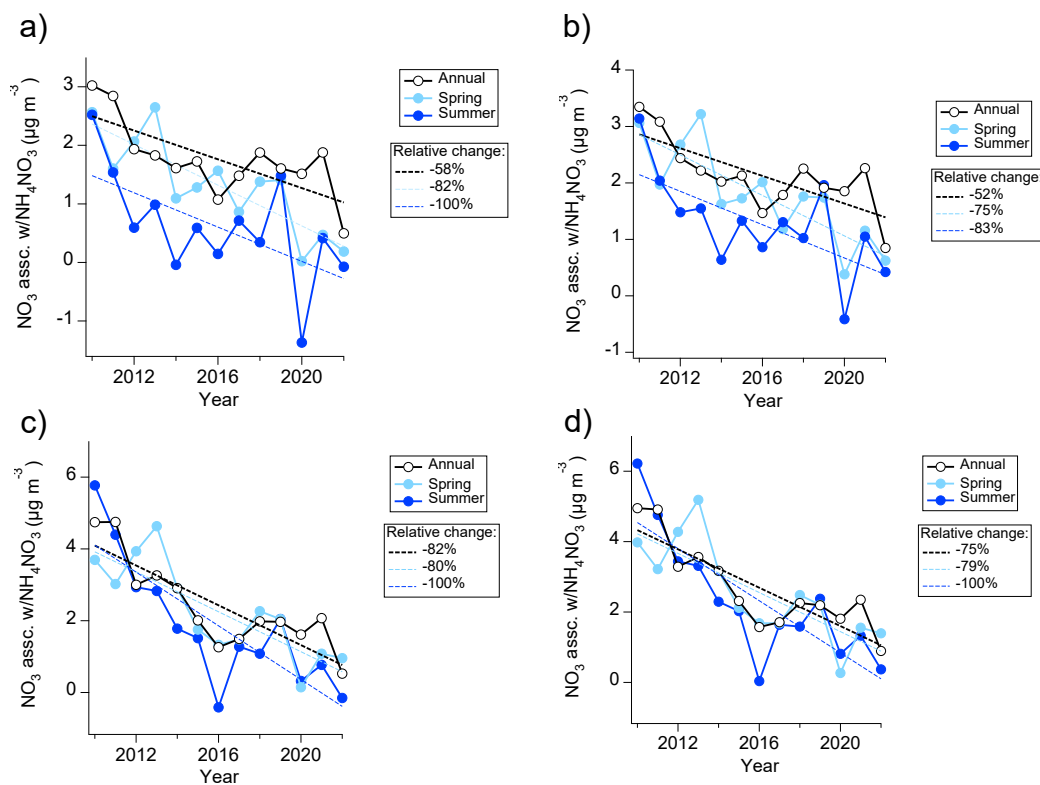 a)
NO3 assc. w/NH4NO3 (µg m-3)
3
2
1
0
-1
2012
2016
2020
Year
Annual
Spring
Summer
Relative change:
-58%
-82%
-100%
b)
NO3 assc. w/NH4NO3 (µg m-3)
4
3
2
1
0
-1
2012
2016
2020
Year
Annual
Spring
Summer
Relative change:
-52%
-75%
-83%
c)
NO3 assc. w/NH4NO3 (µg m-3)
6
4
2
0
2012
2016
2020
Year
Annual
Spring
Summer
Relative change:
-82%
-80%
-100%
d)
NO3 assc. w/NH4NO3 (µg m-3)
6
4
2
0
2012
2016
2020
Year
Annual
Spring
Summer
Relative change:
-75%
-79%
-100%